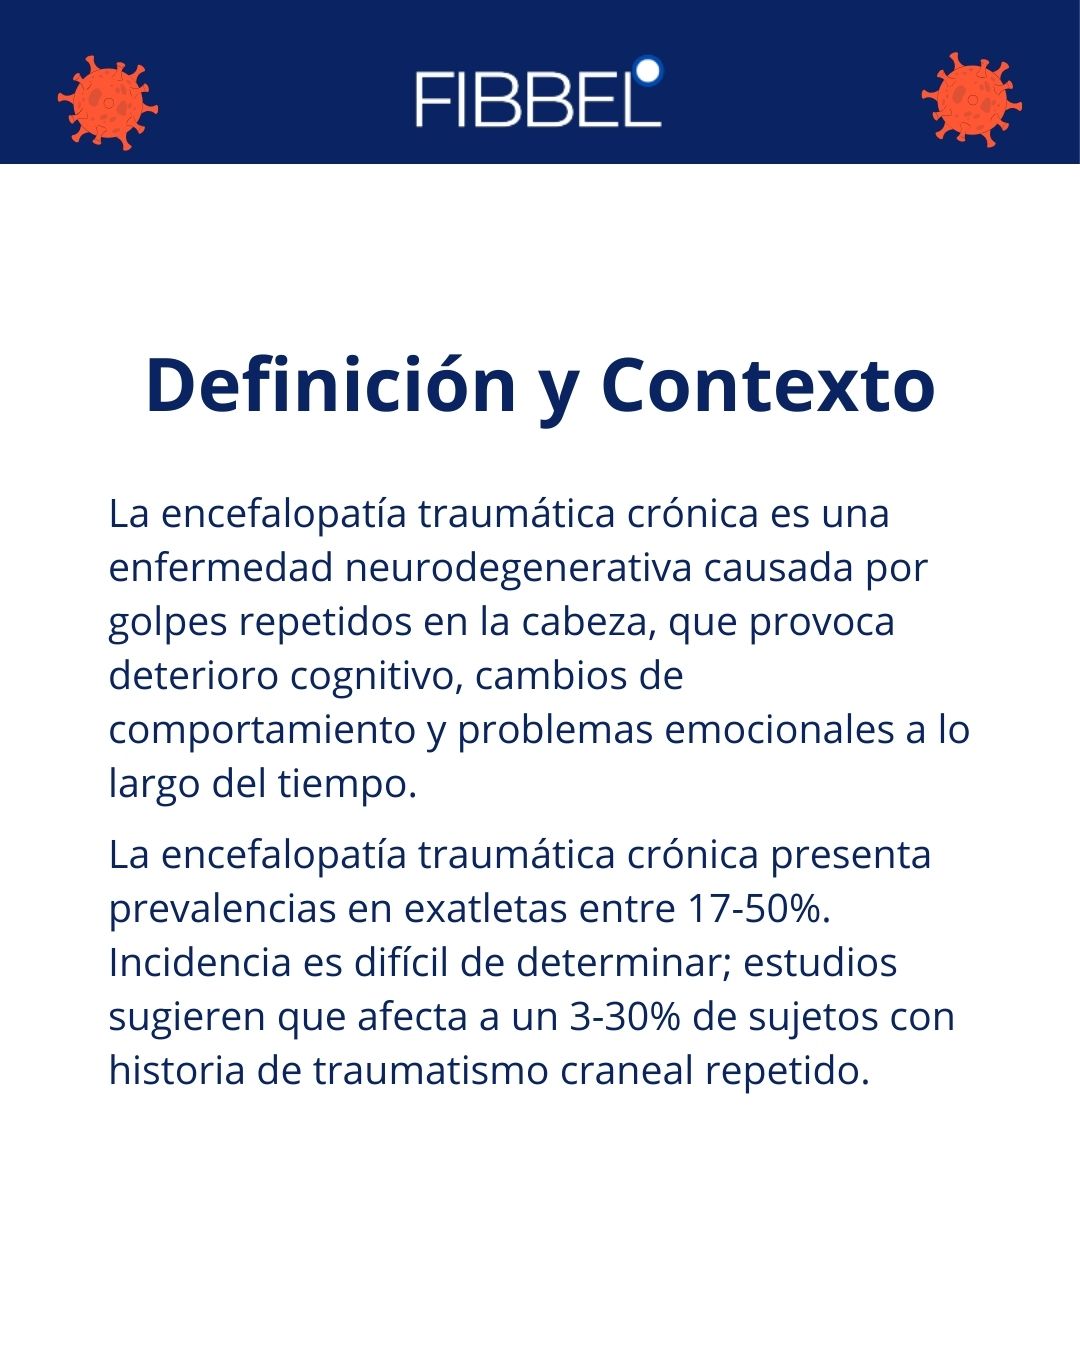 FIBBEL
Definición y Contexto
La encefalopatía traumática crónica es una
enfermedad neurodegenerativa causada por
golpes repetidos en la cabeza, que provoca
deterioro cognitivo, cambios de
comportamiento y problemas emocionales a lo
largo del tiempo.
La encefalopatía traumática crónica presenta
prevalencias en exatletas entre 17-50%.
Incidencia es difícil de determinar; estudios
sugieren que afecta a un 3-30% de sujetos con
historia de traumatismo craneal repetido.